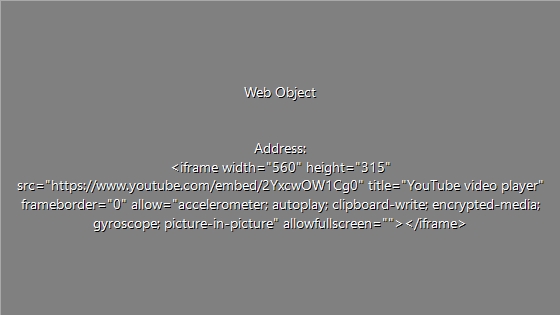 Web Object
Address:
<iframe width="560" height="315"
src="https://www.youtube.com/embed/2YxcwOW1Cg0" title="YouTube video player"
frameborder="0" allow="accelerometer; autoplay; clipboard-write; encrypted-media;
gyroscope; picture-in-picture" allowfullscreen=""></iframe>